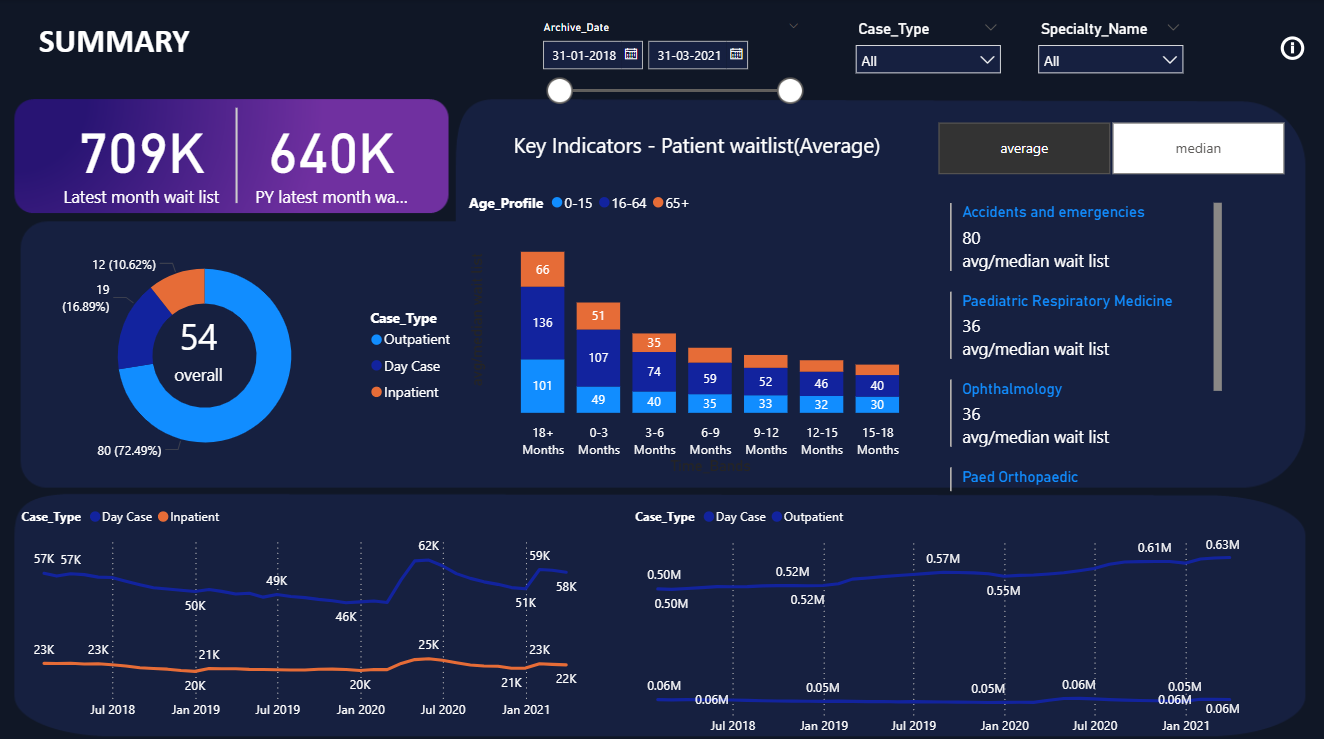 SUMMARY
Archive_Date
31-01-2018
31-03-2021
Case_Type
All
Specialty_Name
All
709K
Latest month wait list
640K
PY latest month wa...
Key Indicators - Patient waitlist(Average)
average
median
Age_Profile 0-15 16-64 65+
66
136
101
51
107
49
35
74
40
59
35
52
33
46
32
40
30
18+ Months
0-3 Months
3-6 Months
6-9 Months
9-12 Months
12-15 Months
15-18 Months
Accidents and emergencies
80
avg/median wait list
Paediatric Respiratory Medicine
36
avg/median wait list
Ophthalmology
36
avg/median wait list
Paed Orthopaedic
12 (10.62%)
19
(16.89%)
54
overall
80 (72.49%)
Case_Type
Outpatient
Day Case
Inpatient
Case_Type Day Case Inpatient
57K 57K
50K
49K
46K
62K
59K
51K
58K
23K 23K
20K
21K
20K
25K
23K
21K
22K
Jul 2018 Jan 2019 Jul 2019 Jan 2020 Jul 2020 Jan 2021
Case_Type Day Case Outpatient
0.50M
0.50M
0.52M
0.52M
0.57M
0.55M
0.61M
0.63M
0.06M
0.06M
0.05M
0.05M
0.06M
0.05M
0.06M
0.06M
Jul 2018 Jan 2019 Jul 2019 Jan 2020 Jul 2020 Jan 2021